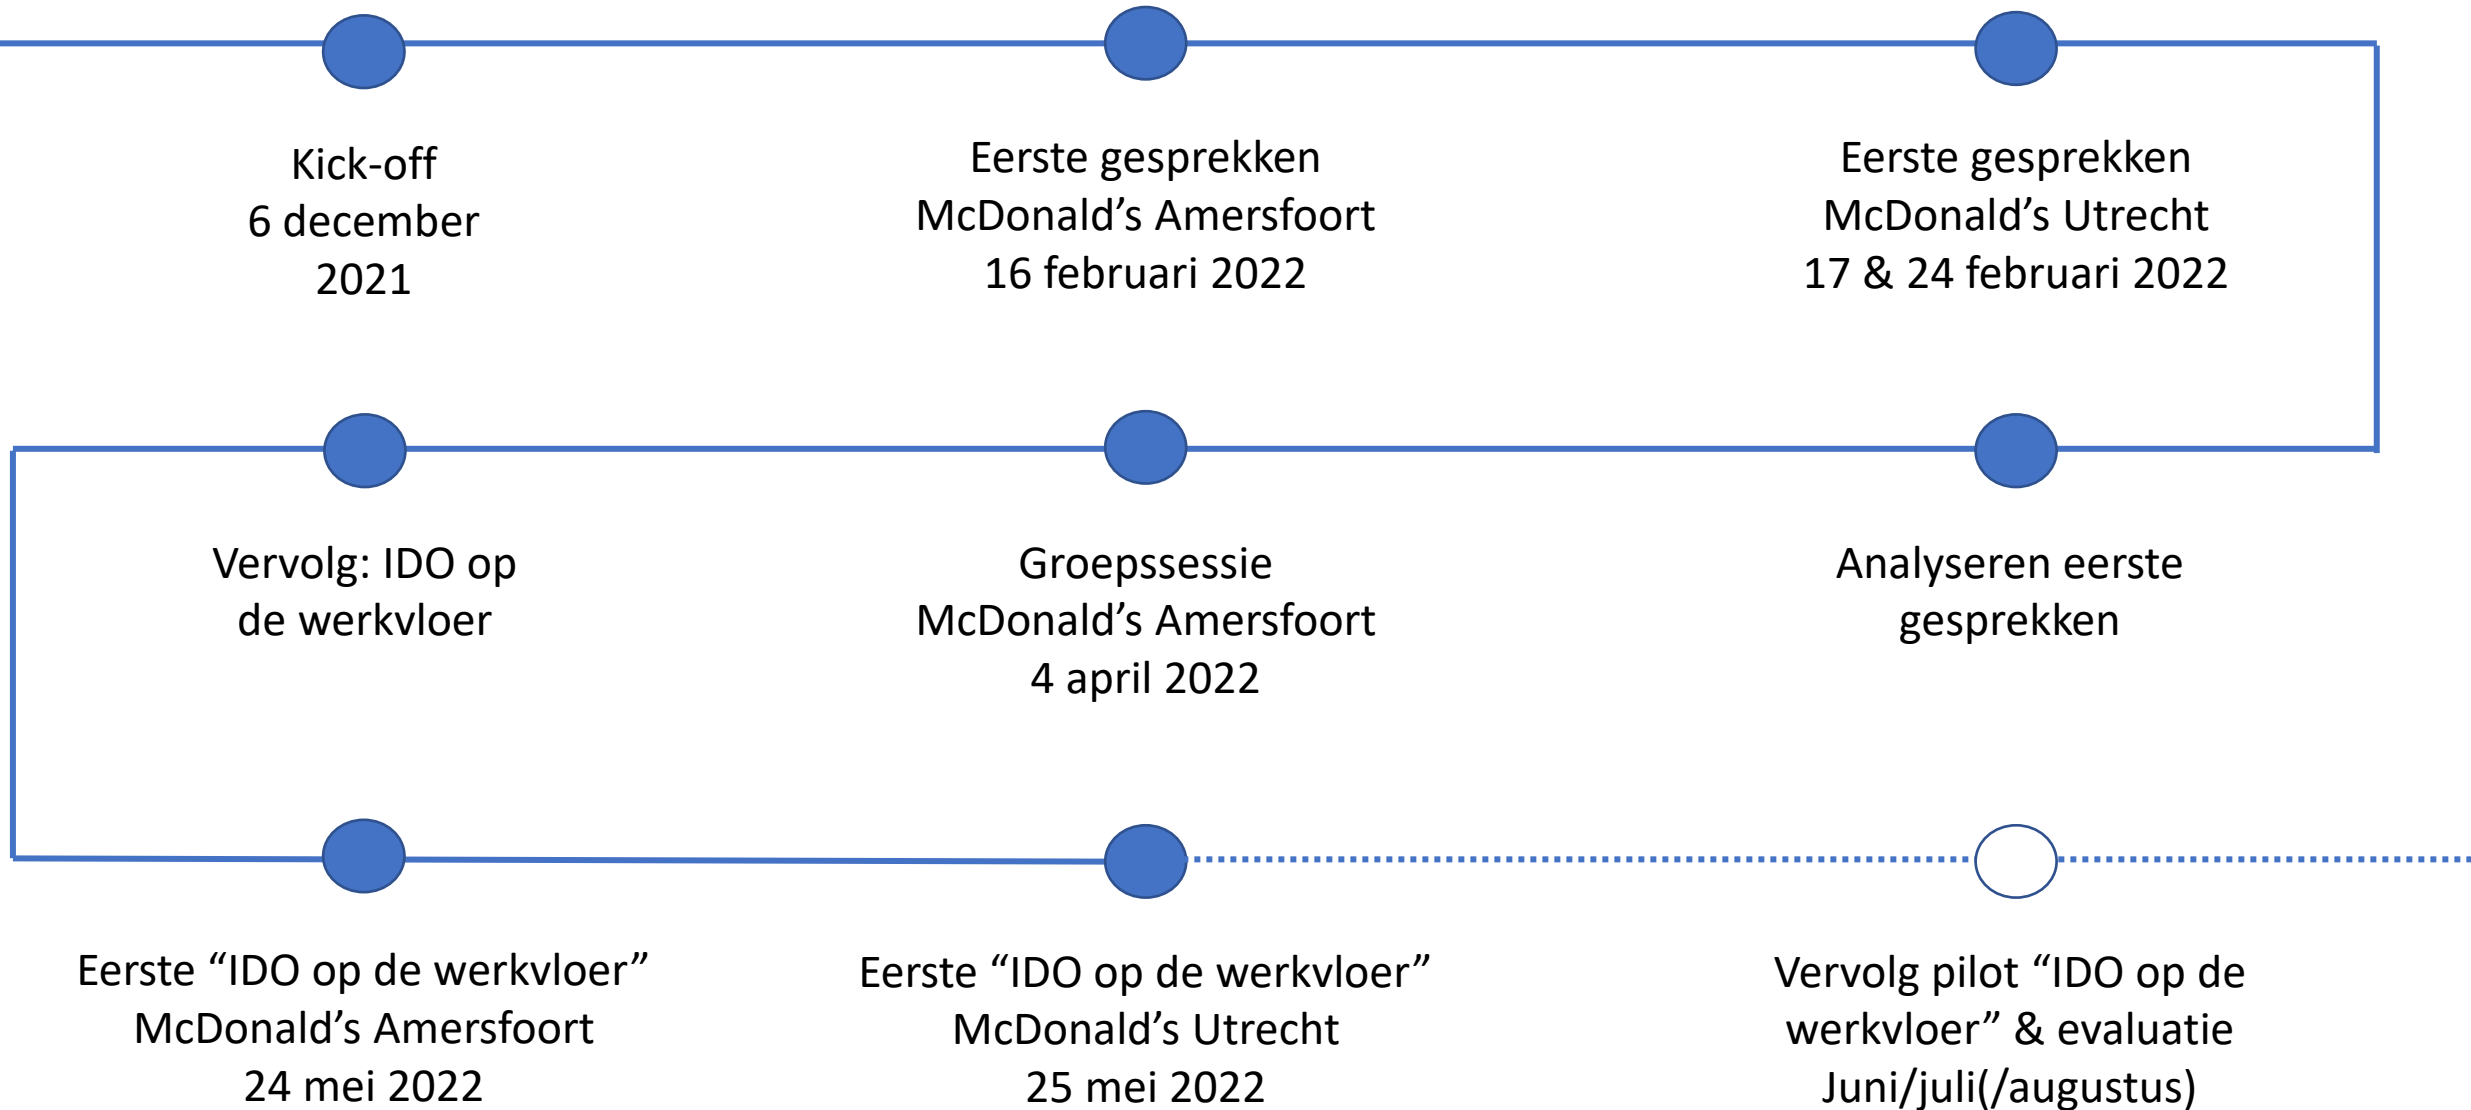 Kick-off
6 december
2021
Eerste gesprekken
McDonald’s Amersfoort
16 februari 2022
Eerste gesprekken
McDonald’s Utrecht
17 & 24 februari 2022
Vervolg: IDO op
de werkvloer
Groepssessie
McDonald’s Amersfoort
4 april 2022
Analyseren eerste
gesprekken
Eerste “IDO op de werkvloer”
McDonald’s Amersfoort
24 mei 2022
Eerste “IDO op de werkvloer”
McDonald’s Utrecht
25 mei 2022
Vervolg pilot “IDO op de
werkvloer” & evaluatie
Juni/juli(/augustus)